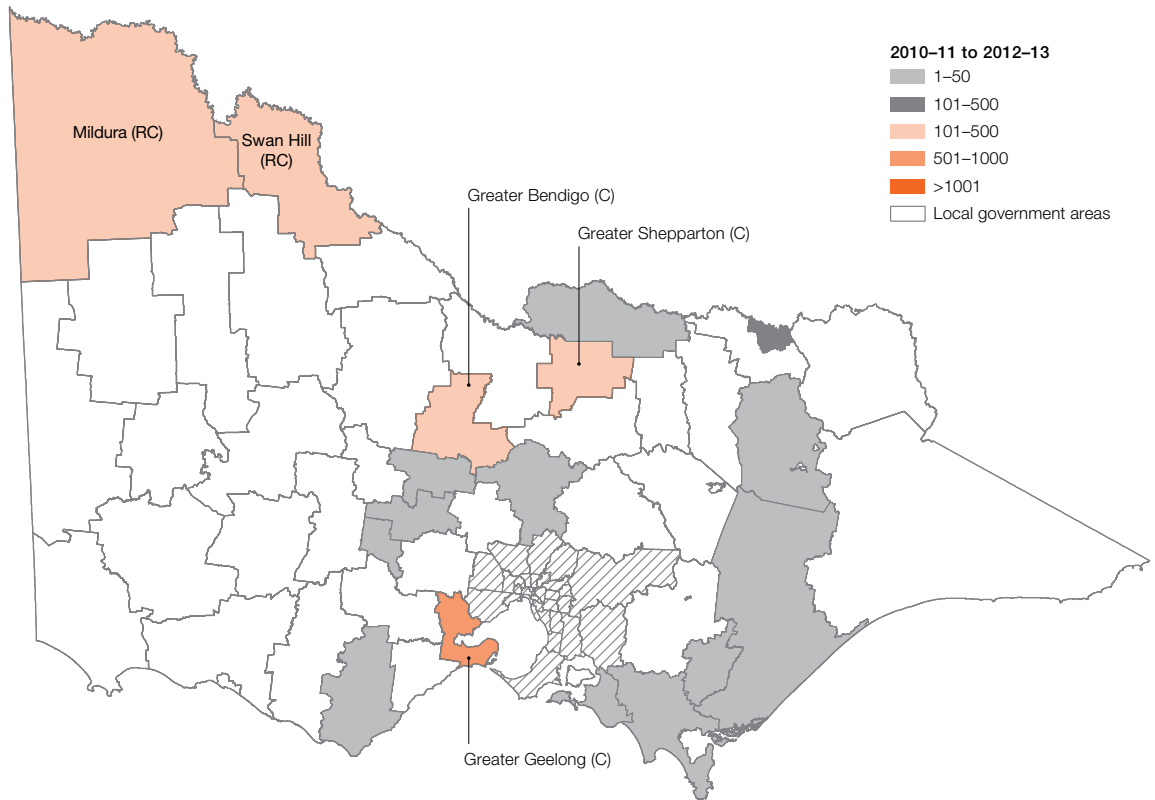 2010–11 to 2012–13
1–50
101–500
101–500
501–1000
>1001
Local government areas
Mildura (RC)
Swan Hill
(RC)
Greater Bendigo (C)
Greater Shepparton (C)
Greater Geelong (C)